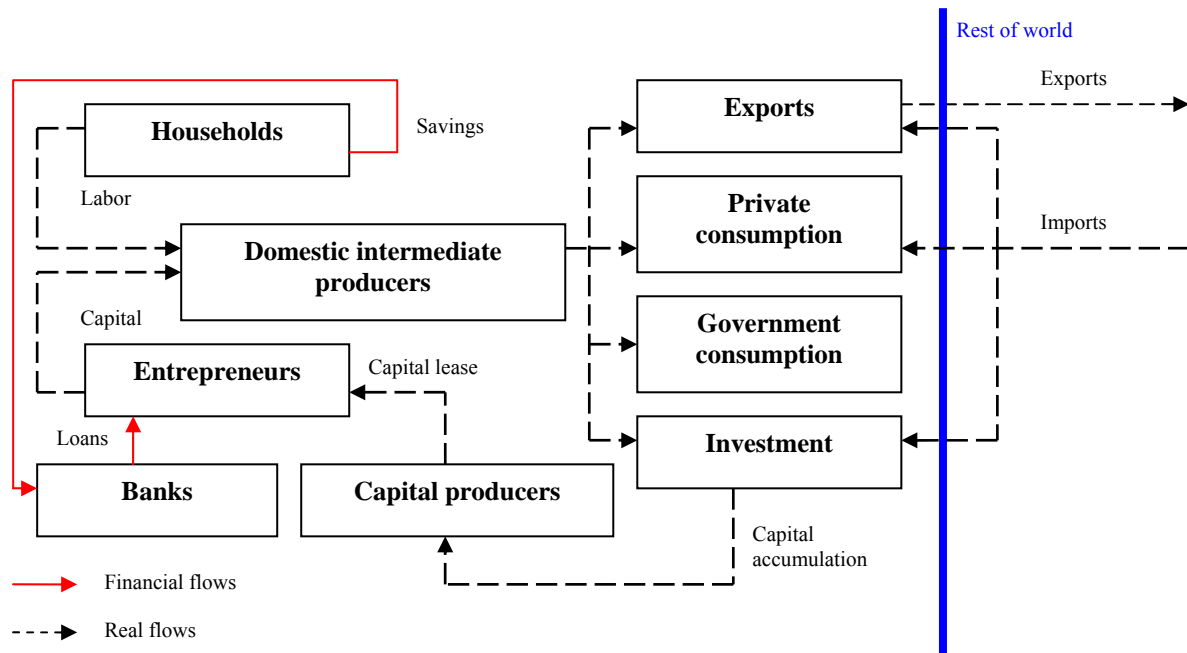 Rest of world
Exports
Exports
Households
Savings
Labor
Private
consumption
Imports
Domestic intermediate
producers
Capital
Government
consumption
Entrepreneurs
Capital lease
Loans
Investment
Banks
Capital producers
Capital
accumulation
Financial flows
Real flows